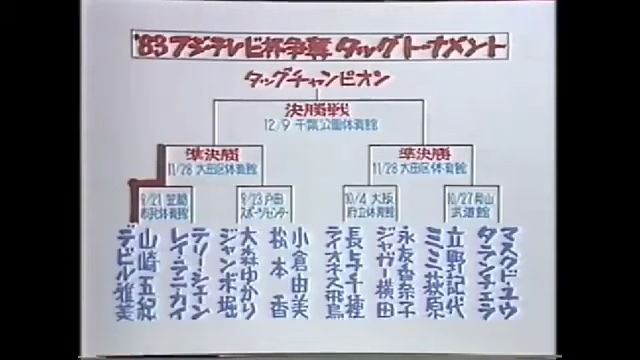 '83フジテレビ杯争奪 タッグトーナメント
タッグチャンピオン
決勝戦
12/9 千葉公園体育館
準決勝
11/28 大田区体育館
準決勝
11/28 大田区体育館
9/21 笠間
市民体育館
9/23 戸田
スポーツセンター
10/4 大阪
府立体育館
10/27 岡山
武道館
デビル雅美
山崎五紀
レイ・テニ・カイ
テリー・シェイン
ジャンボ堀
大森ゆかり
松本 香
小倉由美
ライオネス飛鳥
長与千種
ジャガー横田
永友香奈子
ミミ萩原
立野記代
タランチェラ
マスクド・ユウ